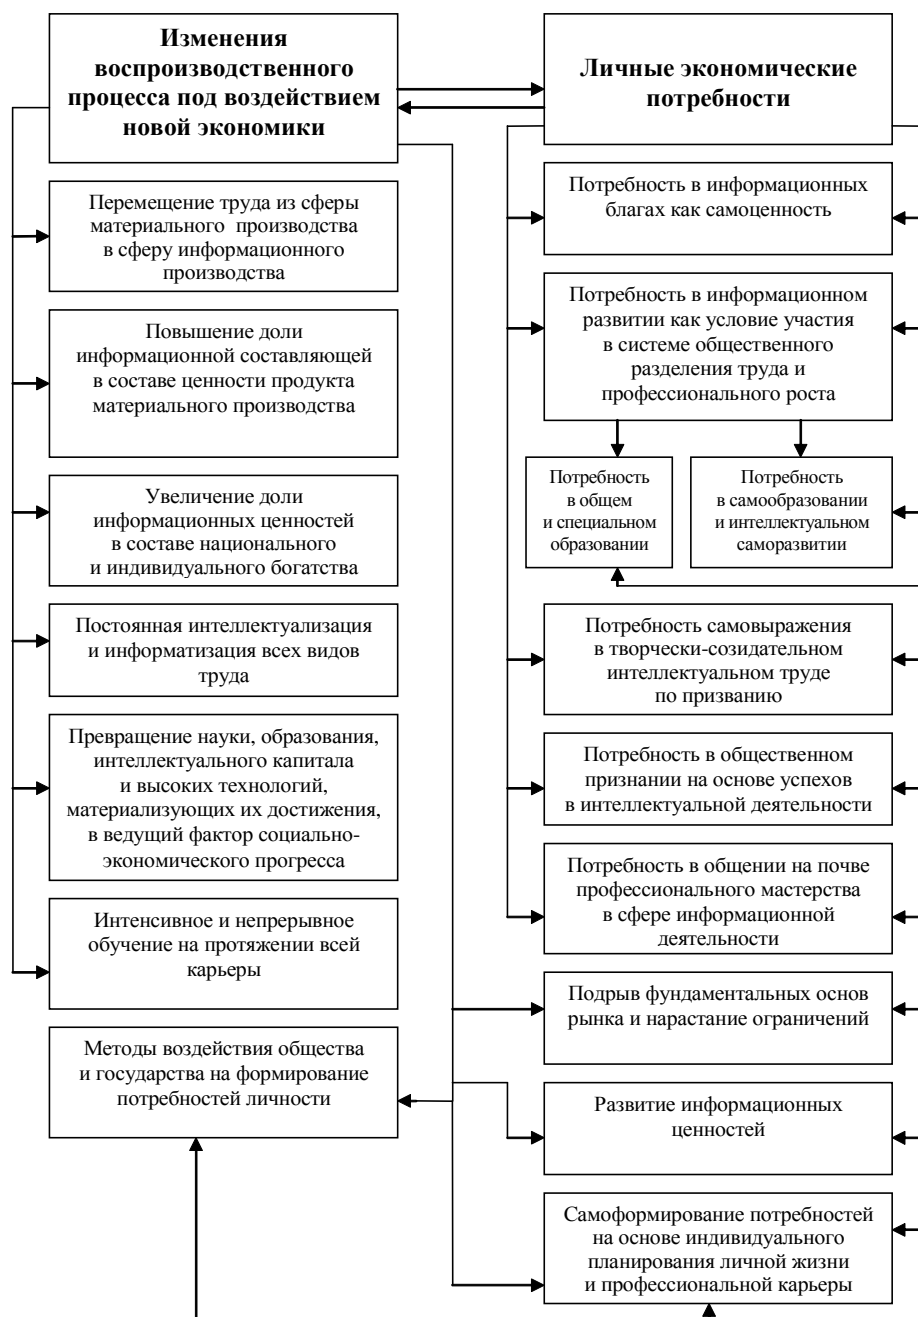 Изменения
воспроизводственного
процесса под воздействием
новой экономики
Перемещение труда из сферы
материального производства
в сферу информационного
производства
Повышение доли
информационной составляющей
в составе ценности продукта
материального производства
Увеличение доли
информационных ценностей
в составе национального
и индивидуального богатства
Постоянная интеллектуализация
и информатизация всех видов
труда
Превращение науки, образования,
интеллектуального капитала
и высоких технологий,
материализующих их достижения,
в ведущий фактор социально-
экономического прогресса
Интенсивное и непрерывное
обучение на протяжении всей
карьеры
Методы воздействия общества
и государства на формирование
потребностей личности
Личные экономические
потребности
Потребность в информационных
благах как самоценность
Потребность в информационном
развитии как условие участия
в системе общественного
разделения труда и
профессионального роста
Потребность
в общем
и специальном
образовании
Потребность
в самообразовании
и интеллектуальном
саморазвитии
Потребность самовыражения
в творчески-созидательном
интеллектуальном труде
по призванию
Потребность в общественном
признании на основе успехов
в интеллектуальной деятельности
Потребность в общении на почве
профессионального мастерства
в сфере информационной
деятельности
Подрыв фундаментальных основ
рынка и нарастание ограничений
Развитие информационных
ценностей
Самоформирование потребностей
на основе индивидуального
планирования личной жизни
и профессиональной карьеры